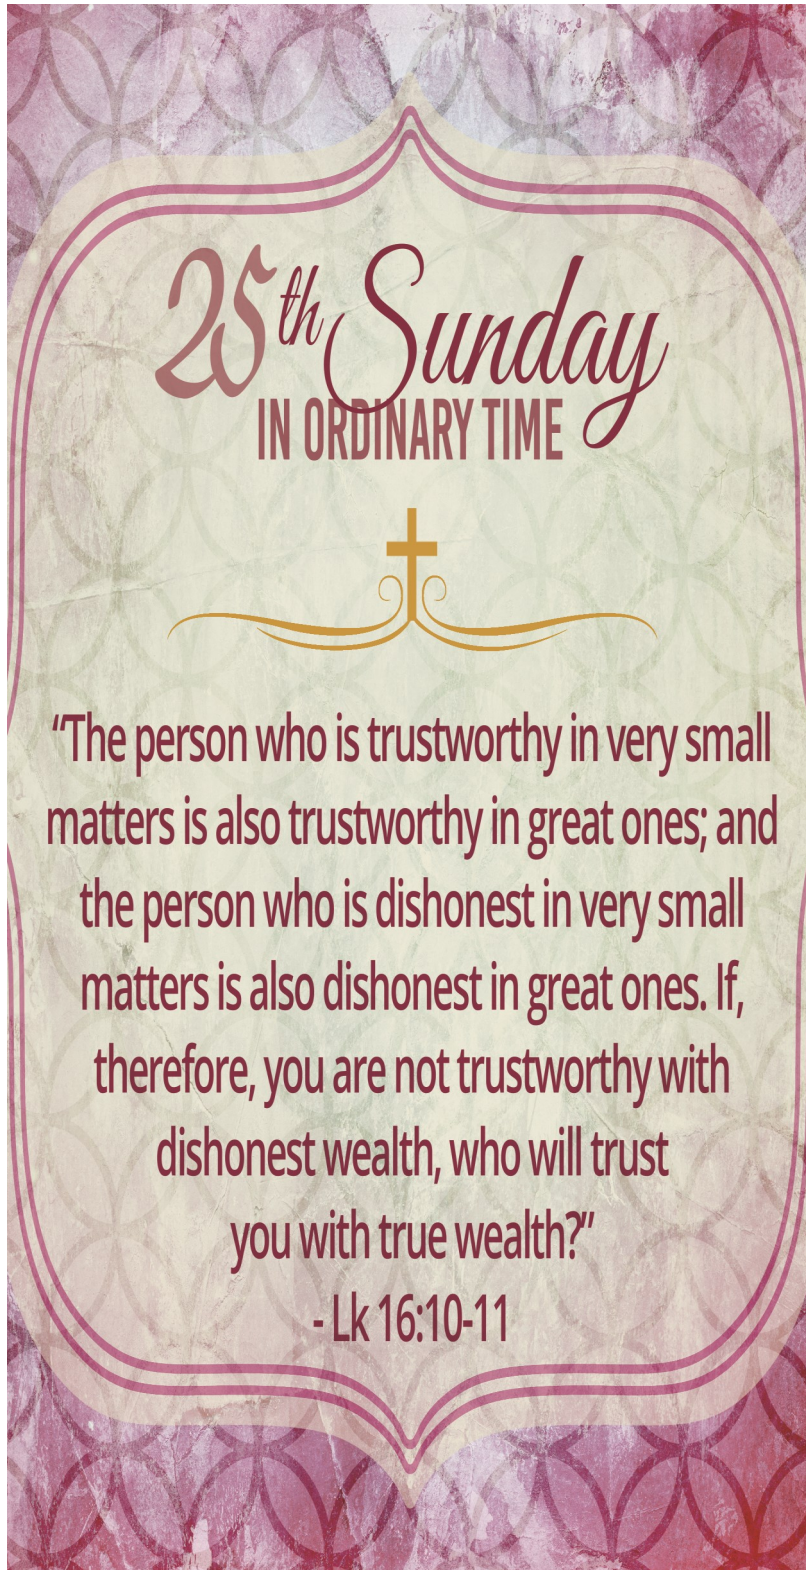 25th Sunday
IN ORDINARY TIME
“The person who is trustworthy in very small
matters is also trustworthy in great ones; and
the person who is dishonest in very small
matters is also dishonest in great ones. If,
therefore, you are not trustworthy with
dishonest wealth, who will trust
you with true wealth?”
- Lk 16:10-11